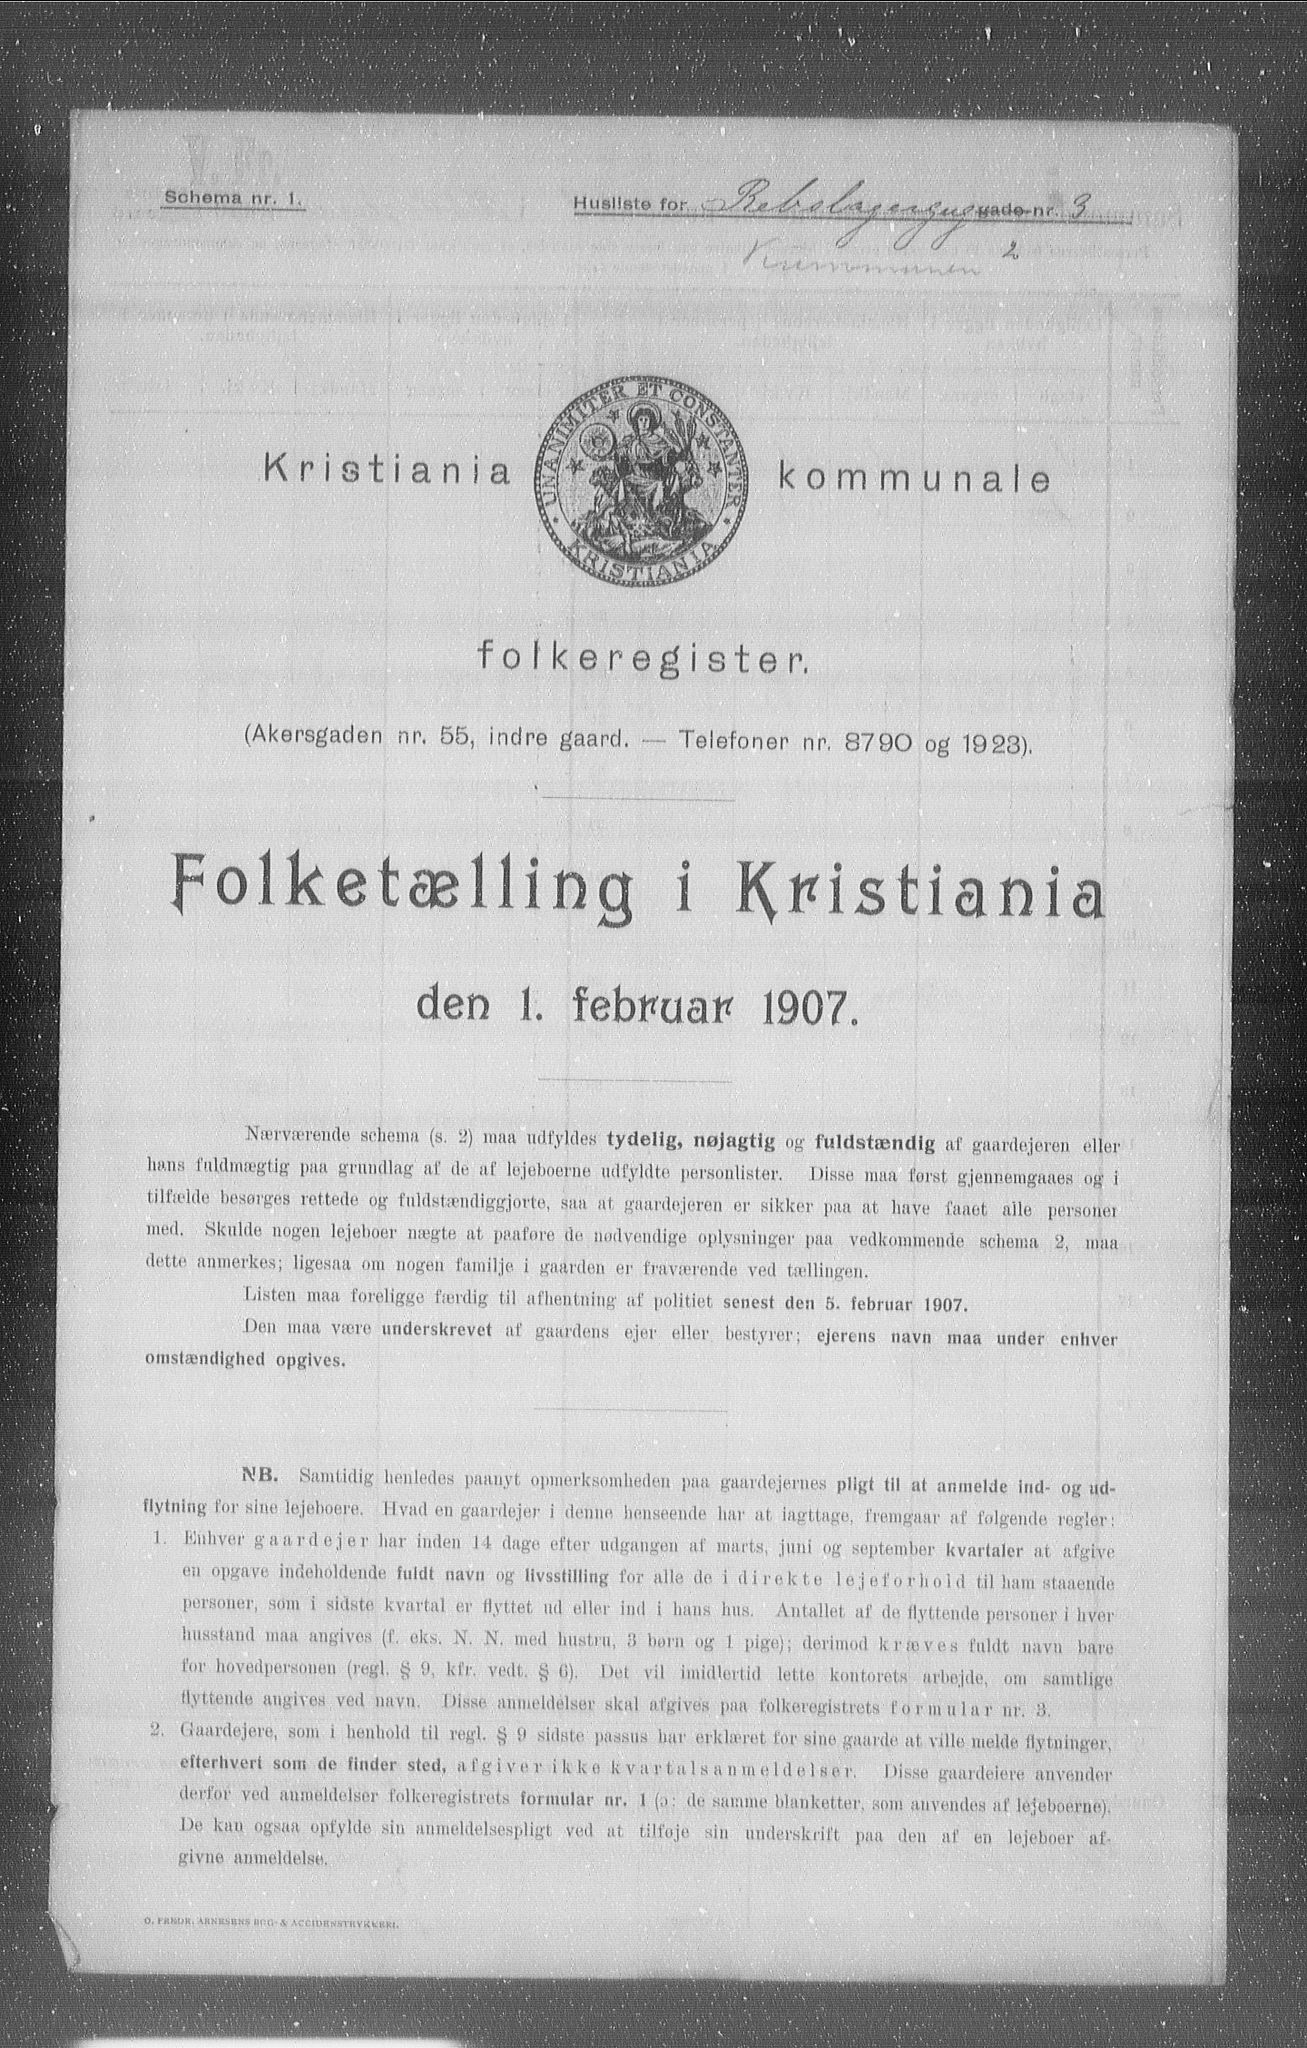 Schema nr. 1.
Husliste for Rebslagergug gade nr. 3
Krummunen 2
UNANIMITER ET CONSTANTER
KRISTIANIA
Kristiania kommunale
folkeregister.
(Akersgaden nr. 55, indre gaard. — Telefoner nr. 8790 og 1923).
Folketælling i Kristiania
den 1. februar 1907.
Nærværende schema (s. 2) maa udfyldes tydelig, nøjagtig og fuldstændig af gaardejeren eller
hans fuldmægtig paa grundlag af de af lejeboerne udfyldte personlister. Disse maa først gjennemgaaes og i
tilfælde besørges rettede og fuldstændiggjorte, saa at gaardejeren er sikker paa at have faaet alle personer
med. Skulde nogen lejeboer nægte at paaføre de nødvendige oplysninger paa vedkommende schema 2, maa
dette anmerkes; ligesaa om nogen familje i gaarden er fraværende ved tællingen.
Listen maa foreligge færdig til afhentning af politiet senest den 5. februar 1907.
Den maa være underskrevet af gaardens ejer eller bestyrer; ejerens navn maa under enhver
omstændighed opgives.
NB. Samtidig henledes paanyt opmerksomheden paa gaardejernes pligt til at anmelde ind- og ud-
flytning for sine lejeboere. Hvad en gaardejer i denne henseende har at iagttage, fremgaar af følgende regler:
1. Enhver gaardejer har inden 14 dage efter udgangen af marts, juni og september kvartaler at afgive
en opgave indeholdende fuldt navn og livsstilling for alle de i direkte lejeforhold til ham staaende
personer, som i sidste kvartal er flyttet ud eller ind i hans hus. Antallet af de flyttende personer i hver
husstand maa angives (f. eks. N. N. med hustru, 3 børn og 1 pige); derimod kræves fuldt navn bare
for hovedpersonen (regl. § 9, kfr. vedt. § 6). Det vil imidlertid lette kontorets arbejde, om samtlige
flyttende angives ved navn. Disse anmeldelser skal afgives paa folkeregistrets formular nr. 3.
2. Gaardejere, som i henhold til regl. § 9 sidste passus har erklæret for sine gaarde at ville melde flytninger,
efterhvert som de finder sted, afgiver ikke kvartalsanmeldelser. Disse gaardeiere anvender
derfor ved anmeldelser folkeregistrets formular nr. 1 (ɔ: de samme blanketter, som anvendes af lejeboerne).
De kan ogsaa opfylde sin anmeldelsespligt ved at tilføje sin underskrift paa den af en lejeboer af-
givne anmeldelse.
O. FREDR. ARNESENS BOG- & ACCIDENSTRYKKERI.